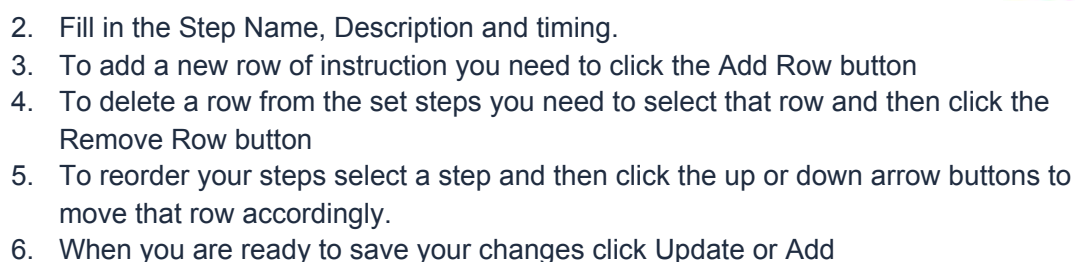 2. Fill in the Step Name, Description and timing.
3. To add a new row of instruction you need to click the Add Row button
4. To delete a row from the set steps you need to select that row and then click the
Remove Row button
5. To reorder your steps select a step and then click the up or down arrow buttons to
move that row accordingly.
6. When you are ready to save your changes click Update or Add